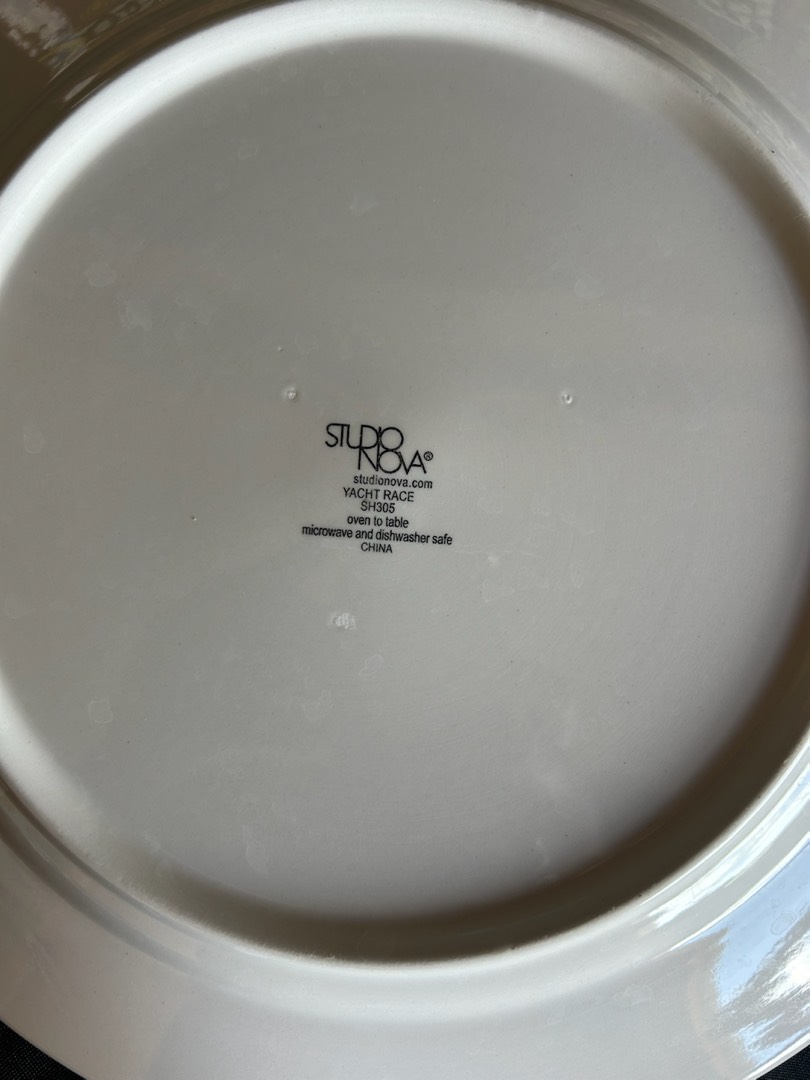 STUDIO
NOVA®
studionova.com
YACHT RACE
SH305
oven to table
microwave and dishwasher safe
CHINA